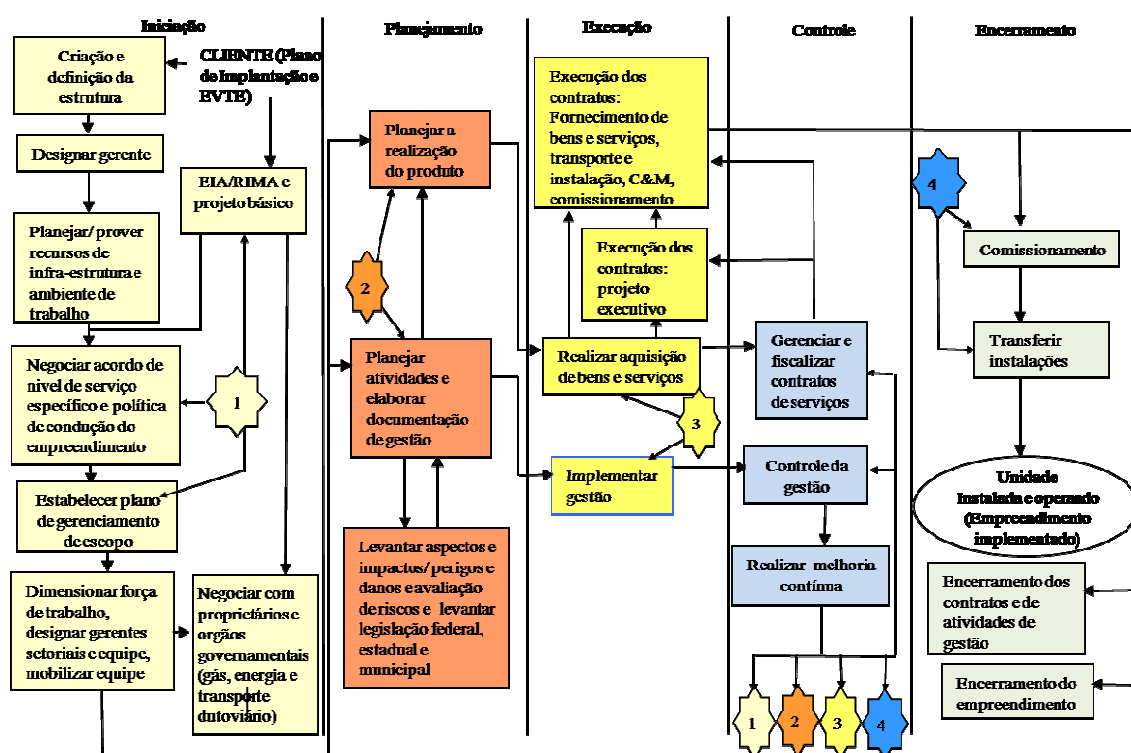 Iniciação
Planejamento
Execução
Controle
Encerramento
Criação e
definição da
estrutura
CLIENTE (Plano
de Implantação e
EVTE)
Designar gerente
EIA/RIMA e
projeto básico
Planejar/ prover
recursos de
infra-estrutura e
ambiente de
trabalho
Negociar acordo de
nível de serviço
específico e política
de condução do
empreendimento
1
Estabelecer plano
de gerenciamento
de escopo
Dimensionar força
de trabalho,
designar gerentes
setoriais e equipe,
mobilizar equipe
Negociar com
proprietários e
orgãos
governamentais
(gás, energia e
transporte
dutoviário)
Planejar a
realização
do produto
2
Planejar
atividades e
elaborar
documentação
de gestão
Levantar aspectos e
impactos/ perigos e
danos e avaliação
de riscos e levantar
legislação federal,
estadual e
municipal
Execução dos
contratos:
Fornecimento de
bens e serviços,
transporte e
instalação, C&M,
comissionamento
Execução dos
contratos:
projeto
executivo
Realizar aquisição
de bens e serviços
3
Implementar
gestão
Gerenciar e
fiscalizar
contratos
de serviços
Controle da
gestão
Realizar melhoria
contínua
1
2
3
4
4
Comissionamento
Transferir
instalações
Unidade
Instalada e operando
(Empreendimento
implementado)
Encerramento dos
contratos e de
atividades de
gestão
Encerramento do
empreendimento